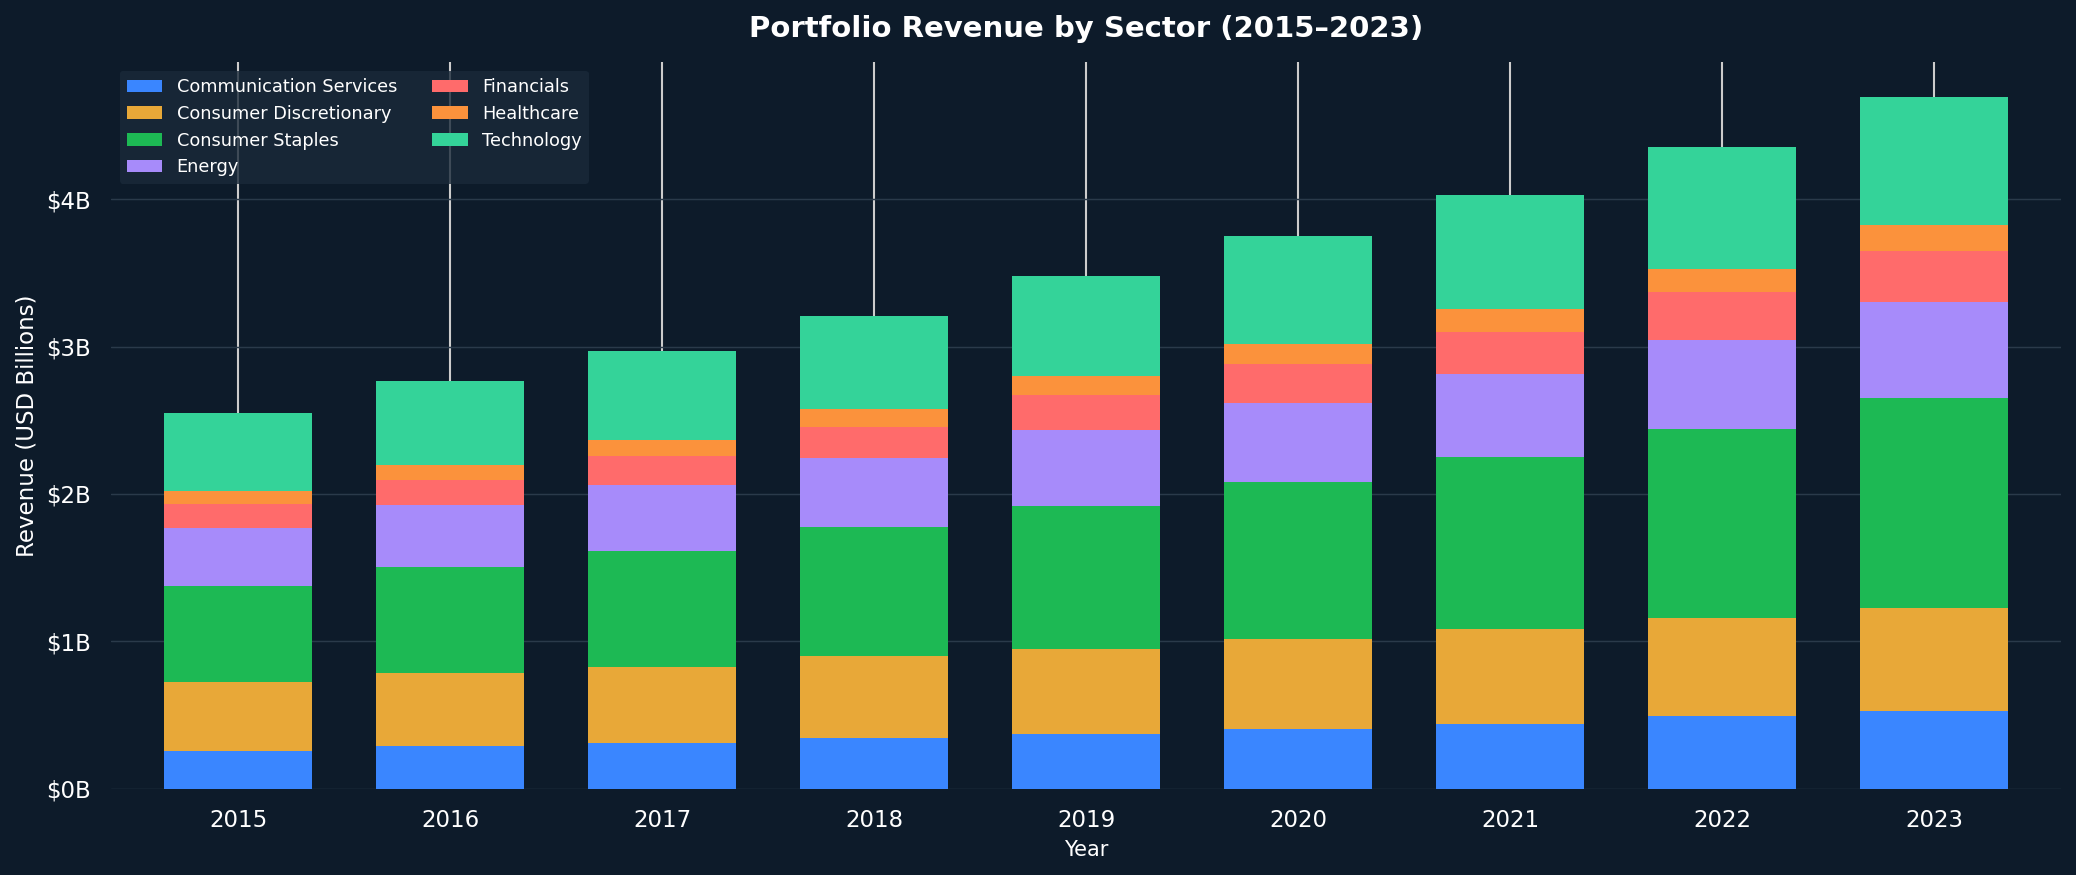 Portfolio Revenue by Sector (2015–2023)
Communication Services
Consumer Discretionary
Consumer Staples
Energy
Financials
Healthcare
Technology
Revenue (USD Billions)
$4B
$3B
$2B
$1B
$0B
2015 2016 2017 2018 2019 2020 2021 2022 2023
Year